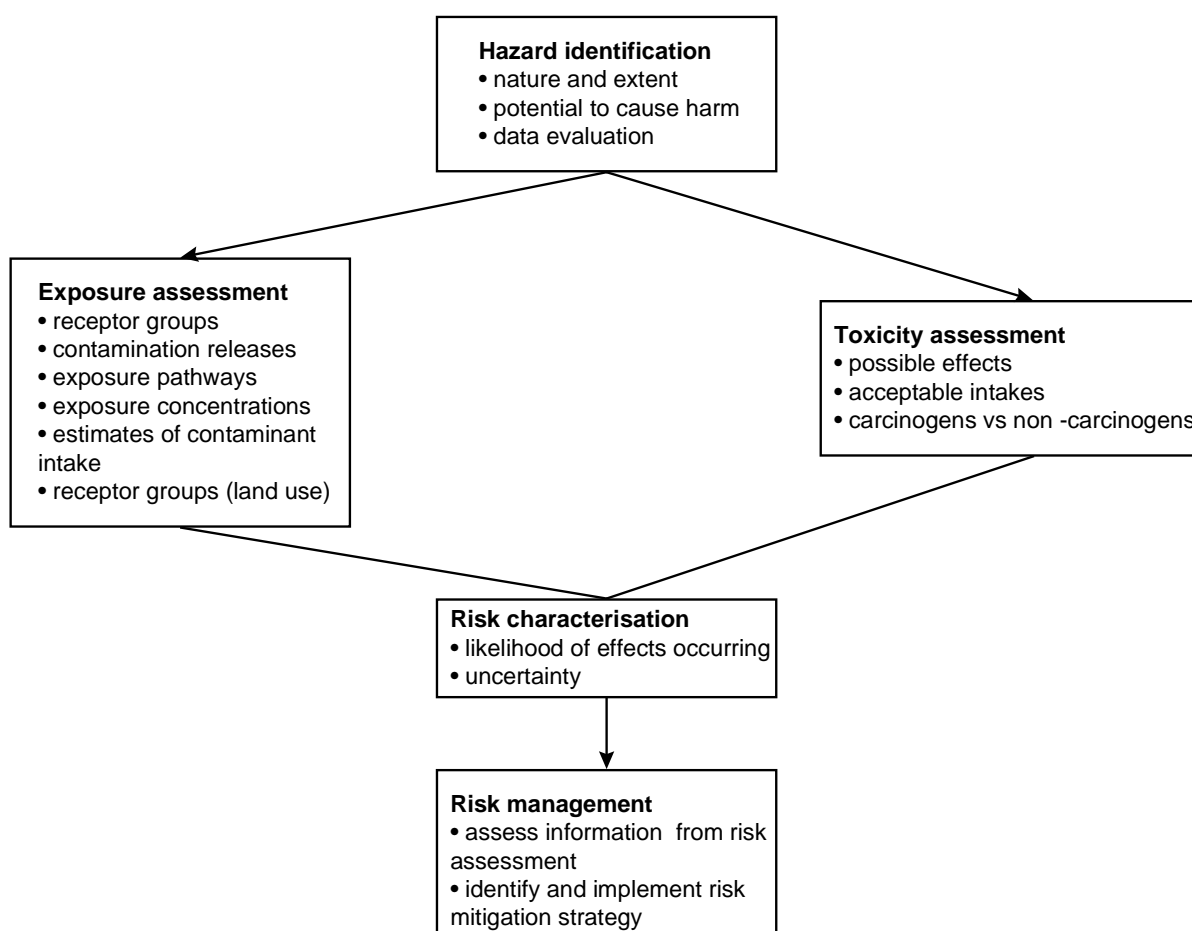 Hazard identification
• nature and extent
• potential to cause harm
• data evaluation
Exposure assessment
• receptor groups
• contamination releases
• exposure pathways
• exposure concentrations
• estimates of contaminant
intake
• receptor groups (land use)
Toxicity assessment
• possible effects
• acceptable intakes
• carcinogens vs non -carcinogens
Risk characterisation
• likelihood of effects occurring
• uncertainty
Risk management
• assess information  from risk
assessment
• identify and implement risk
mitigation strategy